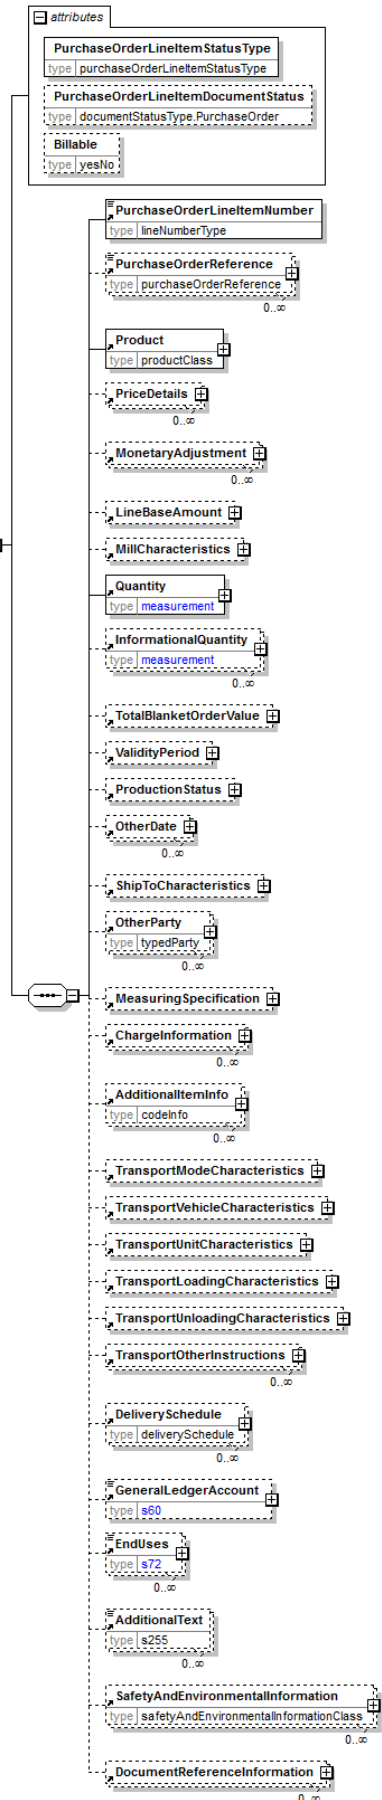 attributes
PurchaseOrderLineItemStatusType
type purchaseOrderLineItemStatusType
PurchaseOrderLineItemDocumentStatus
type documentStatusType.PurchaseOrder
Billable
type yesNo
PurchaseOrderLineItemNumber
type lineNumberType
PurchaseOrderReference
type purchaseOrderReference
0..∞
Product
type productClass
PriceDetails
0..∞
MonetaryAdjustment
0..∞
LineBaseAmount
MillCharacteristics
Quantity
type measurement
InformationalQuantity
type measurement
0..∞
TotalBlanketOrderValue
ValidityPeriod
ProductionStatus
OtherDate
0..∞
ShipToCharacteristics
OtherParty
type typedParty
0..∞
MeasuringSpecification
ChargeInformation
0..∞
AdditionalItemInfo
type codeInfo
0..∞
TransportModeCharacteristics
TransportVehicleCharacteristics
TransportUnitCharacteristics
TransportLoadingCharacteristics
TransportUnloadingCharacteristics
TransportOtherInstructions
0..∞
DeliverySchedule
type deliverySchedule
0..∞
GeneralLedgerAccount
type s60
EndUses
type s72
0..∞
AdditionalText
type s255
0..∞
SafetyAndEnvironmentalInformation
type safetyAndEnvironmentalInformationClass
0..∞
DocumentReferenceInformation
0..∞